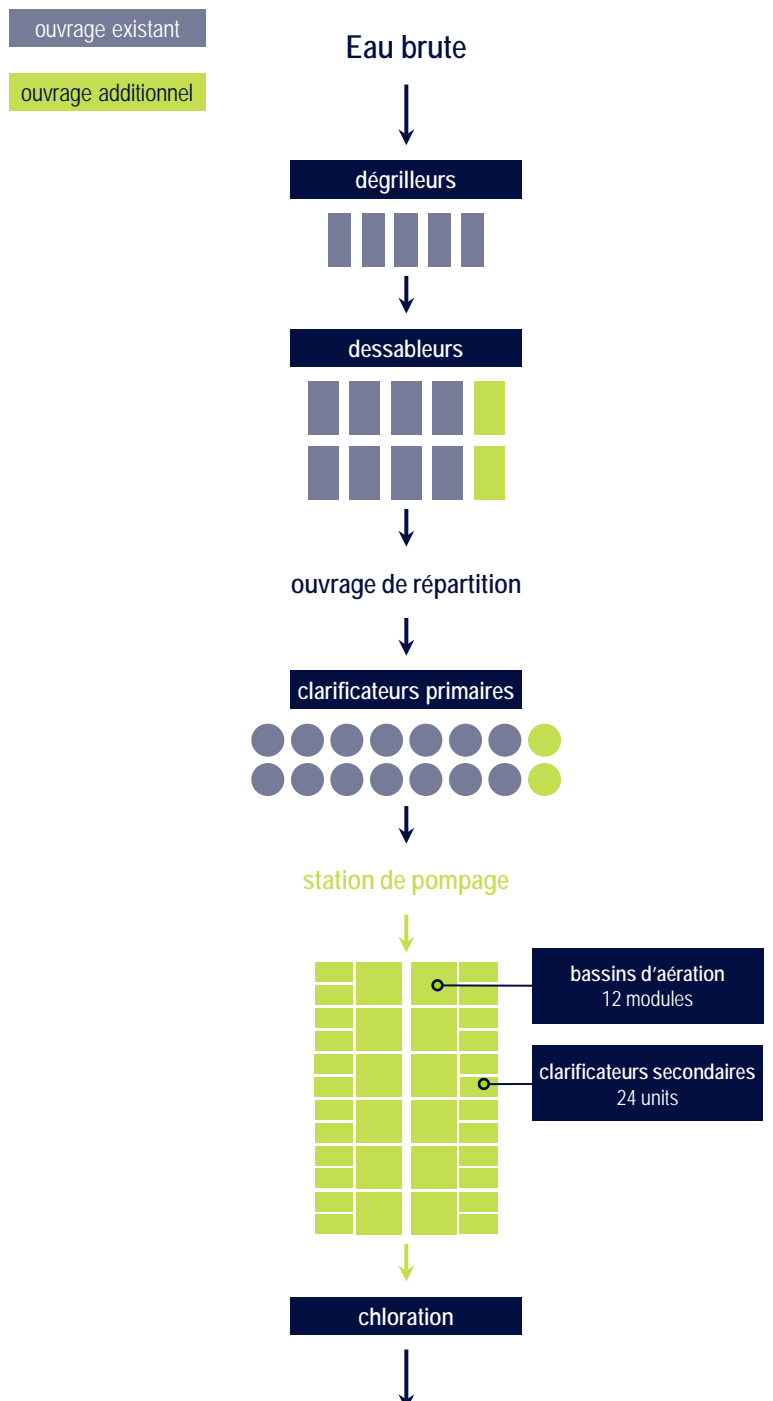 ouvrage existant
ouvrage additionnel
Eau brute
dégrilleurs
dessableurs
ouvrage de répartition
clarificateurs primaires
station de pompage
bassins d'aération
12 modules
clarificateurs secondaires
24 units
chloration